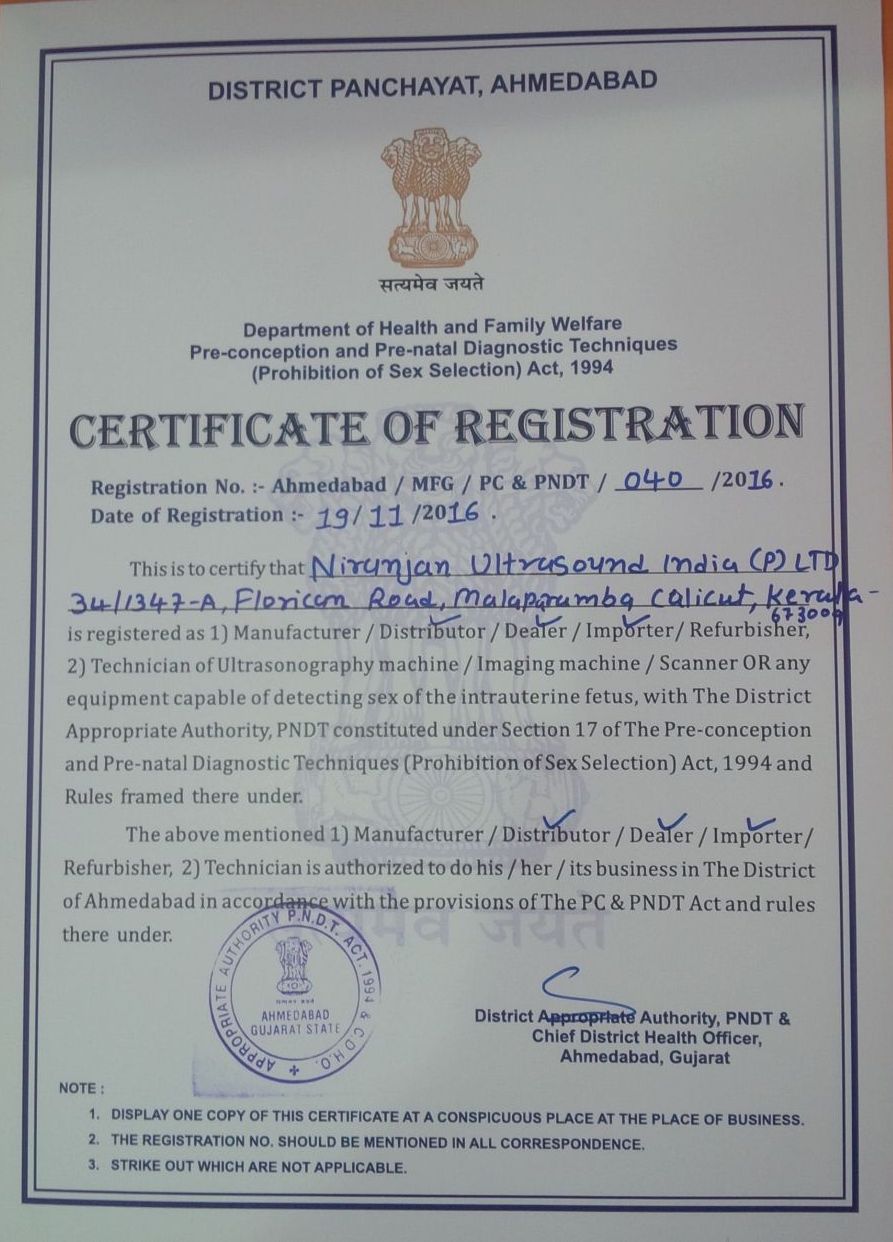 DISTRICT PANCHAYAT, AHMEDABAD
सत्यमेव जयते
Department of Health and Family Welfare
Pre-conception and Pre-natal Diagnostic Techniques
(Prohibition of Sex Selection) Act, 1994
CERTIFICATE OF REGISTRATION
Registration No. :- Ahmedabad / MFG / PC & PNDT / 040 /2016.
Date of Registration :- 19/11/2016.
This is to certify that Niranjan Ultrasound India (P) LTD
34/1347-A, Floricon Road, Malaparamba Calicut, Kerala-
673009
is registered as 1) Manufacturer / Distributor / Dealer / Importer/ Refurbisher,
2) Technician of Ultrasonography machine / Imaging machine / Scanner OR any
equipment capable of detecting sex of the intrauterine fetus, with The District
Appropriate Authority, PNDT constituted under Section 17 of The Pre-conception
and Pre-natal Diagnostic Techniques (Prohibition of Sex Selection) Act, 1994 and
Rules framed there under.
The above mentioned 1) Manufacturer / Distributor / Dealer / Importer/
Refurbisher, 2) Technician is authorized to do his / her / its business in The District
of Ahmedabad in accordance with the provisions of The PC & PNDT Act and rules
there under.
सत्यमेव जयते
APPROPRIATE AUTHORITY P.N.D.T. ACT. 1994 & C.D.H.O.
AHMEDABAD
GUJARAT STATE
District Appropriate Authority, PNDT &
Chief District Health Officer,
Ahmedabad, Gujarat
NOTE :
1. DISPLAY ONE COPY OF THIS CERTIFICATE AT A CONSPICUOUS PLACE AT THE PLACE OF BUSINESS.
2. THE REGISTRATION NO. SHOULD BE MENTIONED IN ALL CORRESPONDENCE.
3. STRIKE OUT WHICH ARE NOT APPLICABLE.